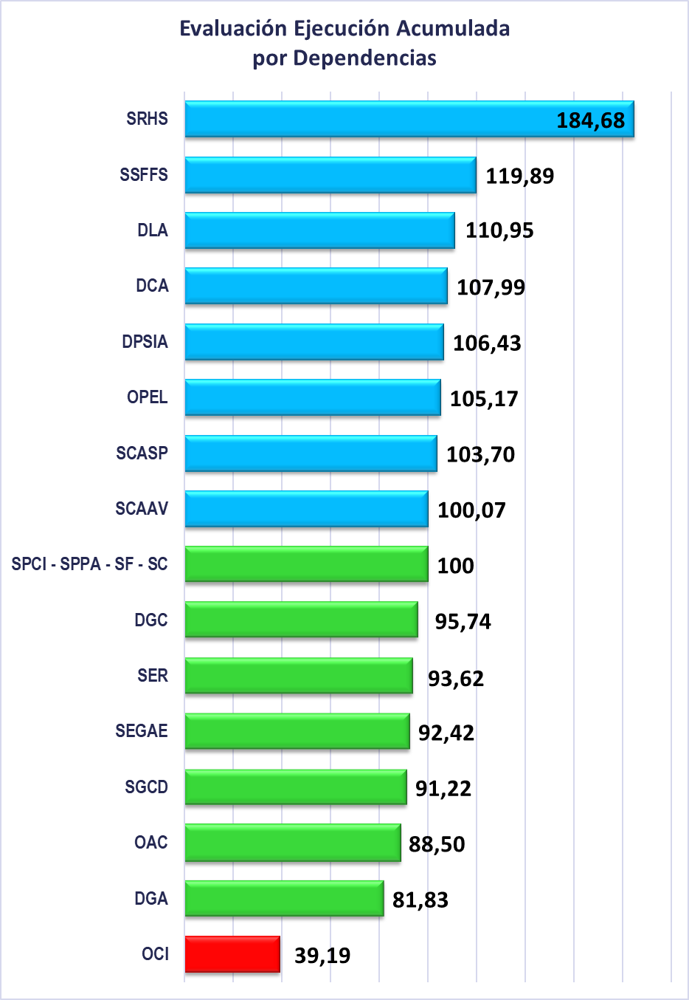 Evaluación Ejecución Acumulada
por Dependencias
SRHS 184,68
SSFFS 119,89
DLA 110,95
DCA 107,99
DPSIA 106,43
OPEL 105,17
SCASP 103,70
SCAAV 100,07
SPCI - SPPA - SF - SC 100
DGC 95,74
SER 93,62
SEGAE 92,42
SGCD 91,22
OAC 88,50
DGA 81,83
OCI 39,19